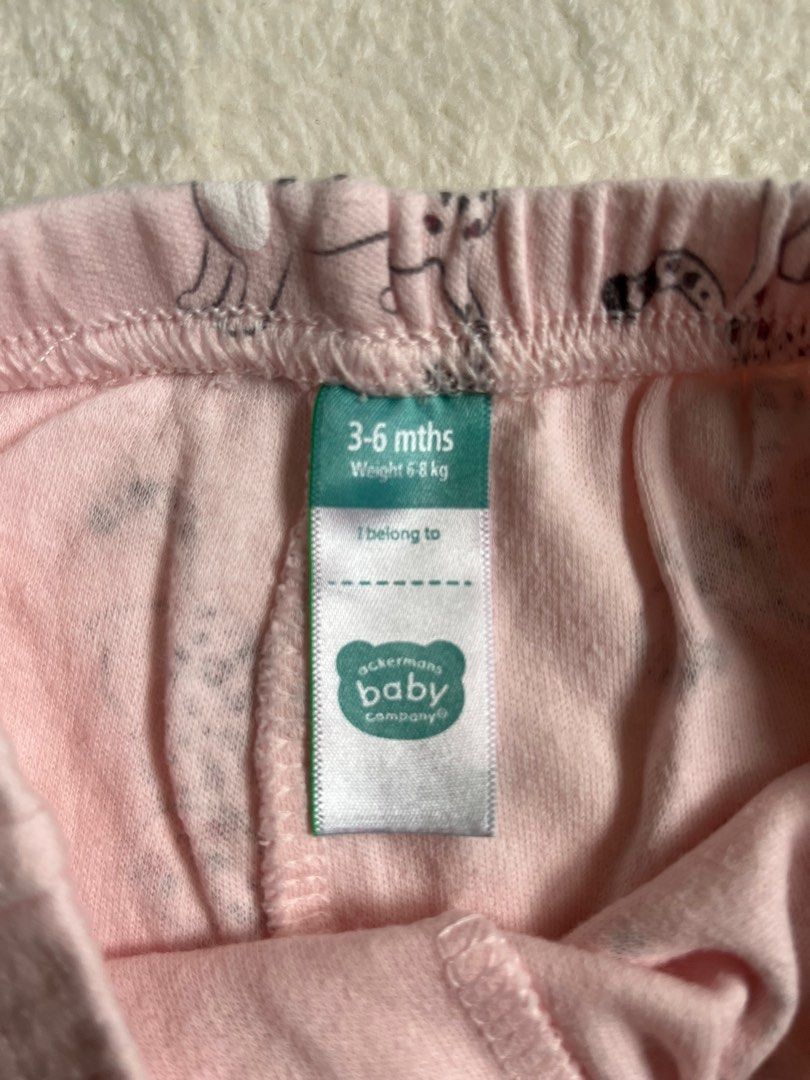 3-6 mths
Weight 6-8 kg
I belong to
ackermans
baby
company®